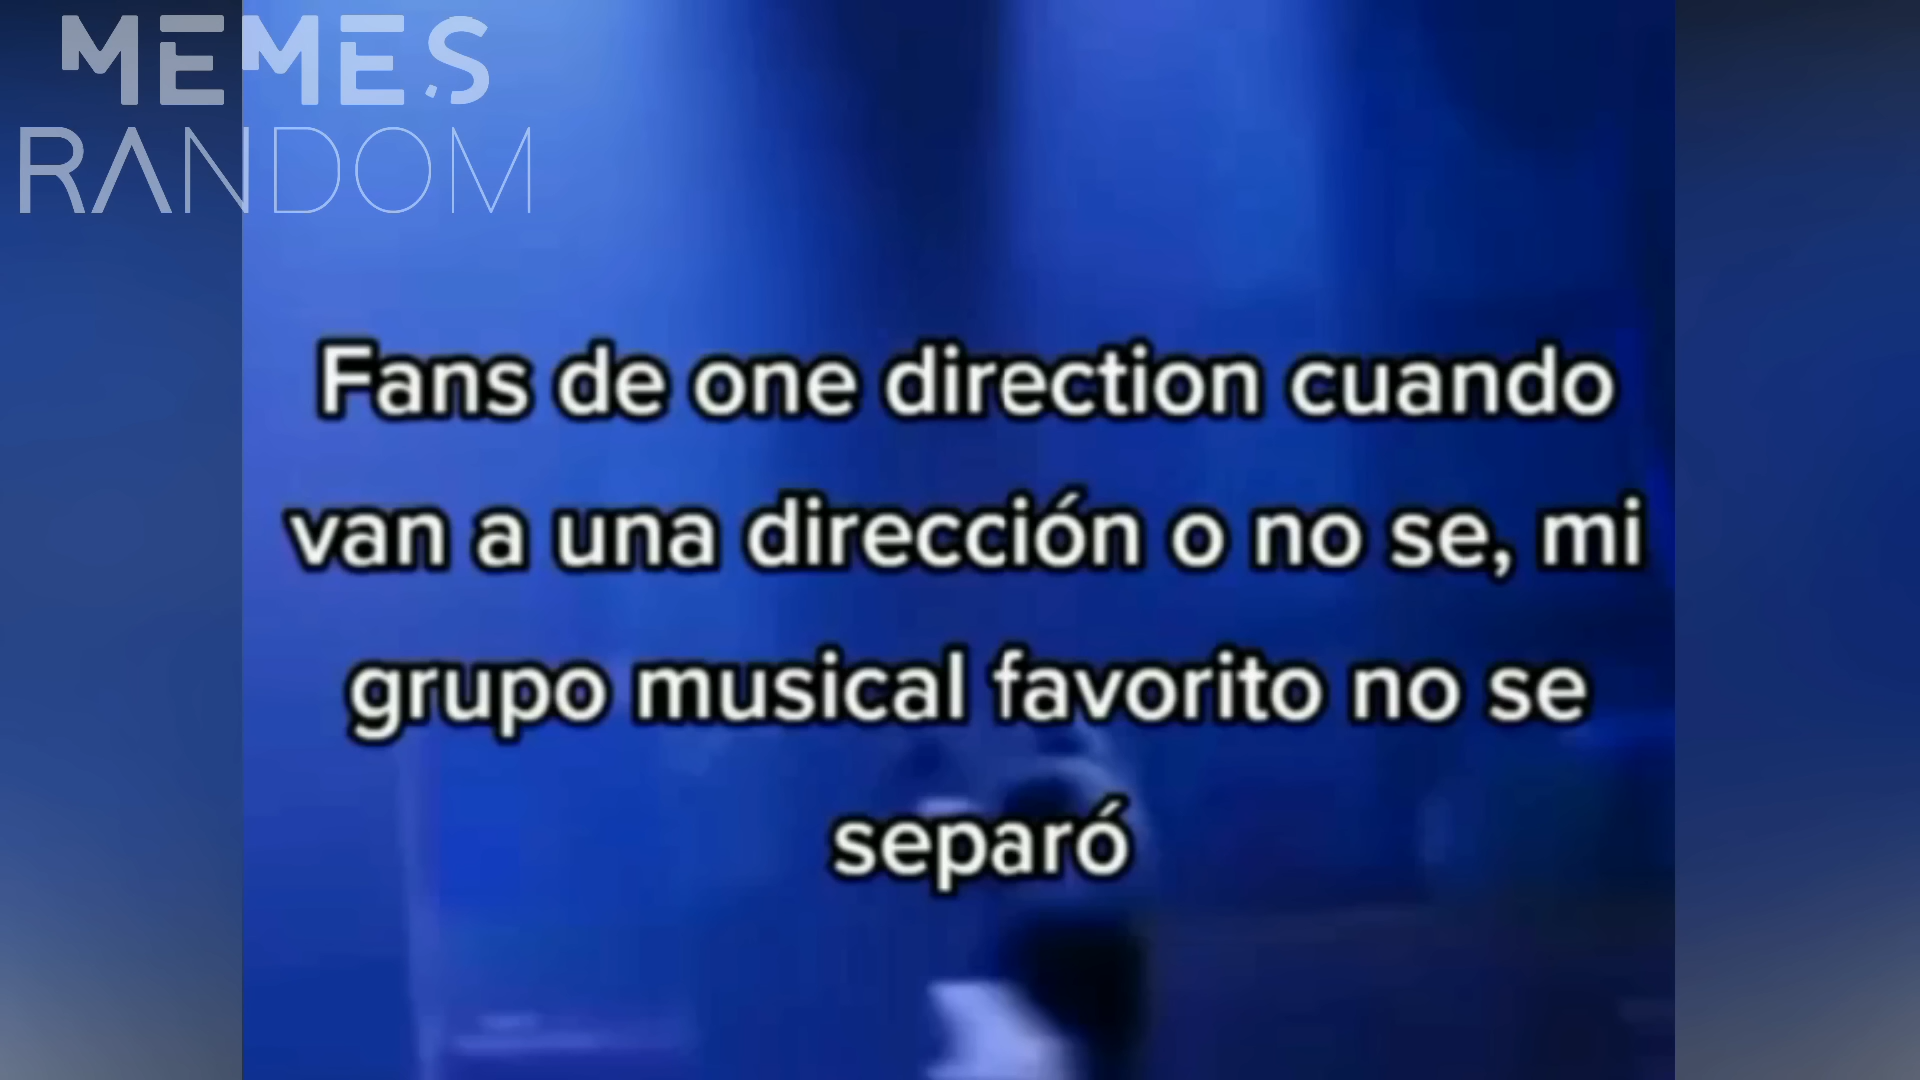 MEMES
RANDOM
Fans de one direction cuando
van a una dirección o no se, mi
grupo musical favorito no se
separó